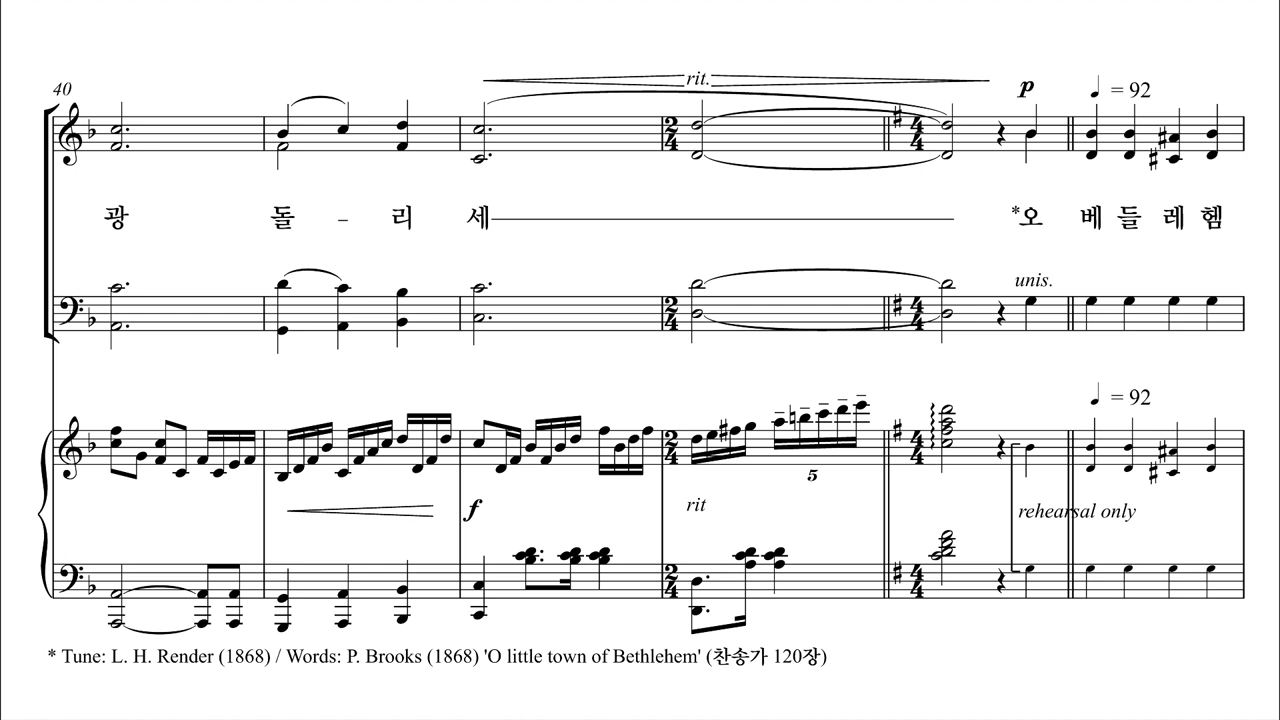 40
rit.
p
= 92
광 돌 - 리 세 *오 베 들 레 헴
unis.
= 92
5
f
rit
rehearsal only
* Tune: L. H. Render (1868) / Words: P. Brooks (1868) 'O little town of Bethlehem' (찬송가 120장)